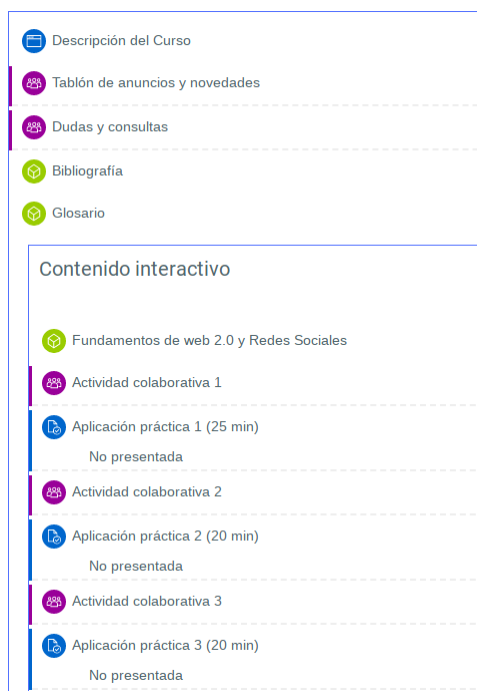 Descripción del Curso
Tablón de anuncios y novedades
Dudas y consultas
Bibliografía
Glosario
Contenido interactivo
Fundamentos de web 2.0 y Redes Sociales
Actividad colaborativa 1
Aplicación práctica 1 (25 min)
No presentada
Actividad colaborativa 2
Aplicación práctica 2 (20 min)
No presentada
Actividad colaborativa 3
Aplicación práctica 3 (20 min)
No presentada